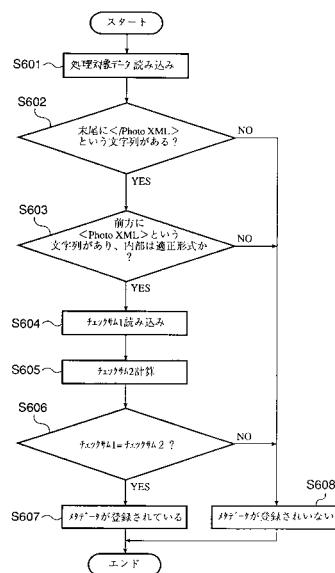 スタート
S601
処理対象データ読み込み
S602
末尾に</Photo XML>
という文字列がある?
NO
YES
S603
前方に
<Photo XML>という
文字列があり、内部は適正形式か
?
NO
YES
S604
チェックサム1読み込み
S605
チェックサム2計算
S606
チェックサム1=チェックサム2?
NO
YES
S607
メタデータが登録されている
S608
メタデータが登録されいない
エンド